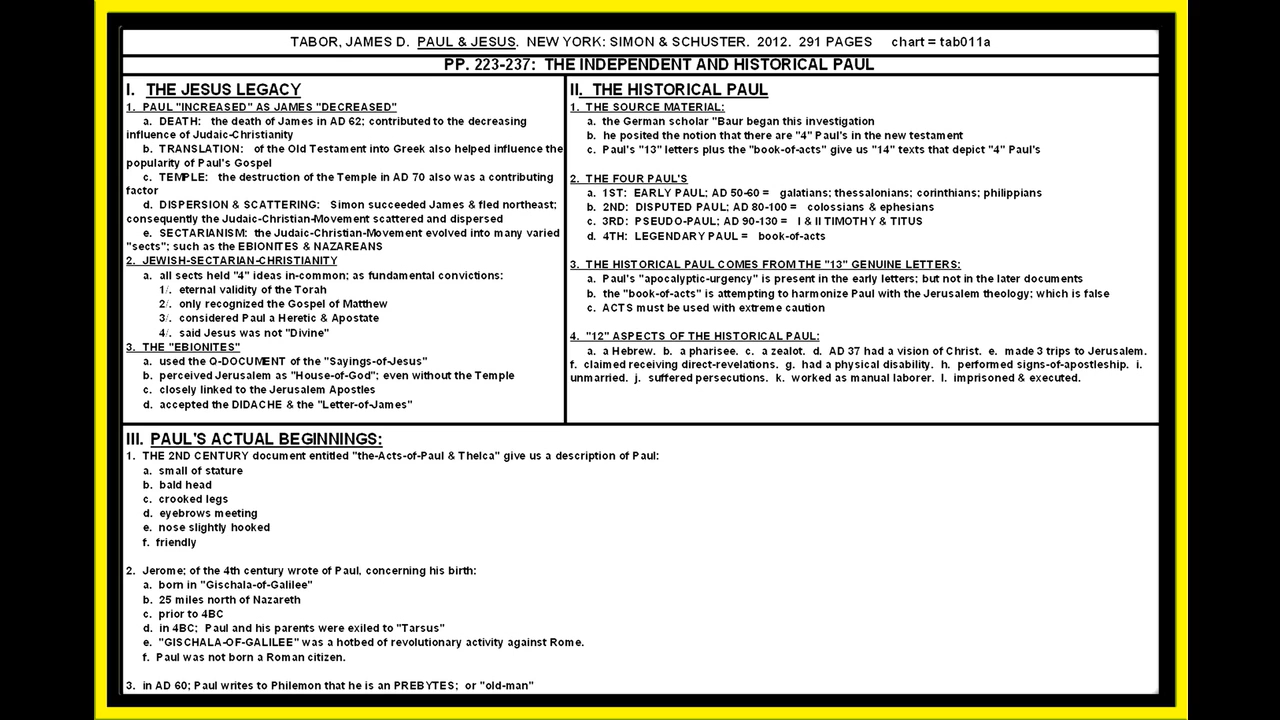 TABOR, JAMES D. PAUL & JESUS. NEW YORK: SIMON & SCHUSTER. 2012. 291 PAGES chart = tab011a
PP. 223-237: THE INDEPENDENT AND HISTORICAL PAUL
I. THE JESUS LEGACY
1. PAUL "INCREASED" AS JAMES "DECREASED"
a. DEATH: the death of James in AD 62; contributed to the decreasing
influence of Judaic-Christianity
b. TRANSLATION: of the Old Testament into Greek also helped influence the
popularity of Paul's Gospel
c. TEMPLE: the destruction of the Temple in AD 70 also was a contributing
factor
d. DISPERSION & SCATTERING: Simon succeeded James & fled northeast;
consequently the Judaic-Christian-Movement scattered and dispersed
e. SECTARIANISM: the Judaic-Christian-Movement evolved into many varied
"sects"; such as the EBIONITES & NAZAREANS
2. JEWISH-SECTARIAN-CHRISTIANITY
a. all sects held "4" ideas in-common; as fundamental convictions:
1/. eternal validity of the Torah
2/. only recognized the Gospel of Matthew
3/. considered Paul a Heretic & Apostate
4/. said Jesus was not "Divine"
3. THE "EBIONITES"
a. used the Q-DOCUMENT of the "Sayings-of-Jesus"
b. perceived Jerusalem as "House-of-God"; even without the Temple
c. closely linked to the Jerusalem Apostles
d. accepted the DIDACHE & the "Letter-of-James"
II. THE HISTORICAL PAUL
1. THE SOURCE MATERIAL:
a. the German scholar "Baur began this investigation
b. he posited the notion that there are "4" Paul's in the new testament
c. Paul's "13" letters plus the "book-of-acts" give us "14" texts that depict "4" Paul's
2. THE FOUR PAUL'S
a. 1ST: EARLY PAUL; AD 50-60 = galatians; thessalonians; corinthians; philippians
b. 2ND: DISPUTED PAUL; AD 80-100 = colossians & ephesians
c. 3RD: PSEUDO-PAUL; AD 90-130 = I & II TIMOTHY & TITUS
d. 4TH: LEGENDARY PAUL = book-of-acts
3. THE HISTORICAL PAUL COMES FROM THE "13" GENUINE LETTERS:
a. Paul's "apocalyptic-urgency" is present in the early letters; but not in the later documents
b. the "book-of-acts" is attempting to harmonize Paul with the Jerusalem theology; which is false
c. ACTS must be used with extreme caution
4. "12" ASPECTS OF THE HISTORICAL PAUL:
a. a Hebrew. b. a pharisee. c. a zealot. d. AD 37 had a vision of Christ. e. made 3 trips to Jerusalem.
f. claimed receiving direct-revelations. g. had a physical disability. h. performed signs-of-apostleship. i.
unmarried. j. suffered persecutions. k. worked as manual laborer. l. imprisoned & executed.
III. PAUL'S ACTUAL BEGINNINGS:
1. THE 2ND CENTURY document entitled "the-Acts-of-Paul & Thelca" give us a description of Paul:
a. small of stature
b. bald head
c. crooked legs
d. eyebrows meeting
e. nose slightly hooked
f. friendly
2. Jerome; of the 4th century wrote of Paul, concerning his birth:
a. born in "Gischala-of-Galilee"
b. 25 miles north of Nazareth
c. prior to 4BC
d. in 4BC; Paul and his parents were exiled to "Tarsus"
e. "GISCHALA-OF-GALILEE" was a hotbed of revolutionary activity against Rome.
f. Paul was not born a Roman citizen.
3. in AD 60; Paul writes to Philemon that he is an PREBYTES; or "old-man"